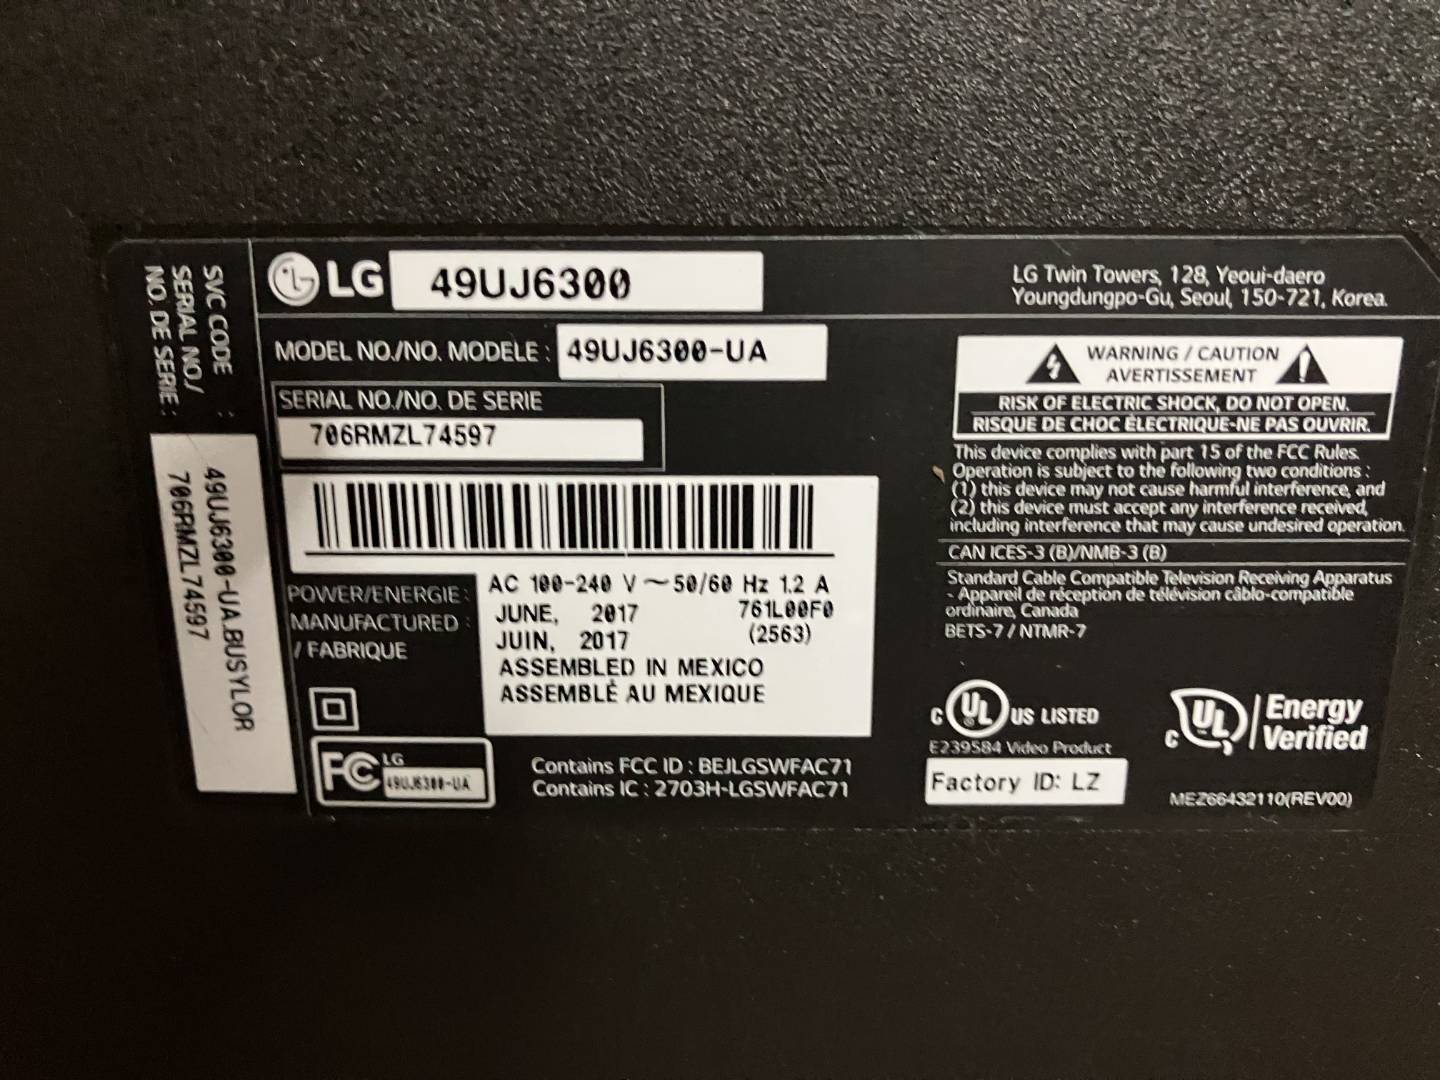 SVC CODE :
SERIAL NO./
NO. DE SERIE :
49UJ6300-UA.BUSYLOR
706RMZL74597
LG 49UJ6300
LG Twin Towers, 128, Yeoui-daero
Youngdungpo-Gu, Seoul, 150-721, Korea.
MODEL NO./NO. MODELE : 49UJ6300-UA
SERIAL NO./NO. DE SERIE
706RMZL74597
POWER/ENERGIE : AC 100-240 V ~ 50/60 Hz 1.2 A
MANUFACTURED : JUNE, 2017 761L00F0
/ FABRIQUE JUIN, 2017 (2563)
ASSEMBLED IN MEXICO
ASSEMBLÉ AU MEXIQUE
FC LG
49UJ6300-UA
Contains FCC ID : BEJLGSWFAC71
Contains IC : 2703H-LGSWFAC71
WARNING / CAUTION
AVERTISSEMENT
RISK OF ELECTRIC SHOCK, DO NOT OPEN.
RISQUE DE CHOC ÉLECTRIQUE-NE PAS OUVRIR.
This device complies with part 15 of the FCC Rules.
Operation is subject to the following two conditions :
(1) this device may not cause harmful interference, and
(2) this device must accept any interference received,
including interference that may cause undesired operation.
CAN ICES-3 (B)/NMB-3 (B)
Standard Cable Compatible Television Receiving Apparatus
- Appareil de réception de télévision câblo-compatible
ordinaire, Canada
BETS-7 / NTMR-7
C UL ® US LISTED
E239584 Video Product
Factory ID: LZ
C UL Energy
Verified
MEZ66432110(REV00)